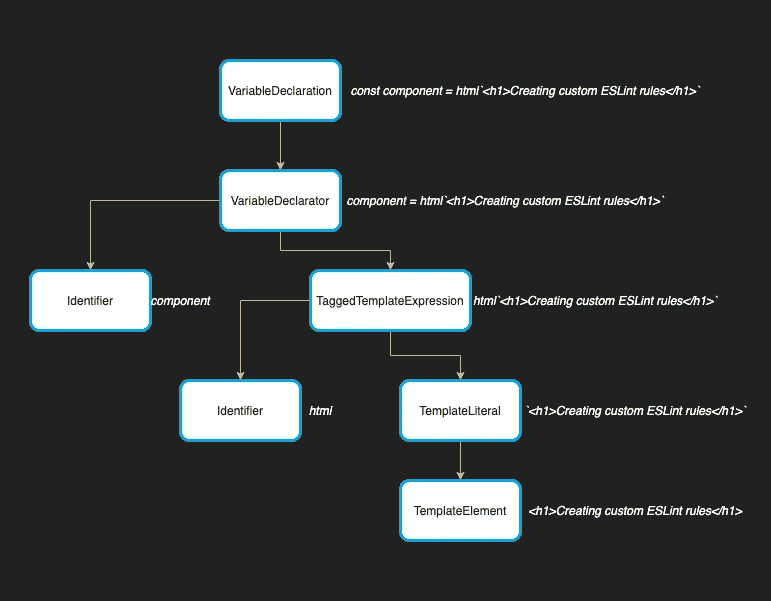 VariableDeclaration const component = html`<h1>Creating custom ESLint rules</h1>`
VariableDeclarator component = html`<h1>Creating custom ESLint rules</h1>`
Identifier component TaggedTemplateExpression html`<h1>Creating custom ESLint rules</h1>`
Identifier html TemplateLiteral `<h1>Creating custom ESLint rules</h1>`
TemplateElement <h1>Creating custom ESLint rules</h1>